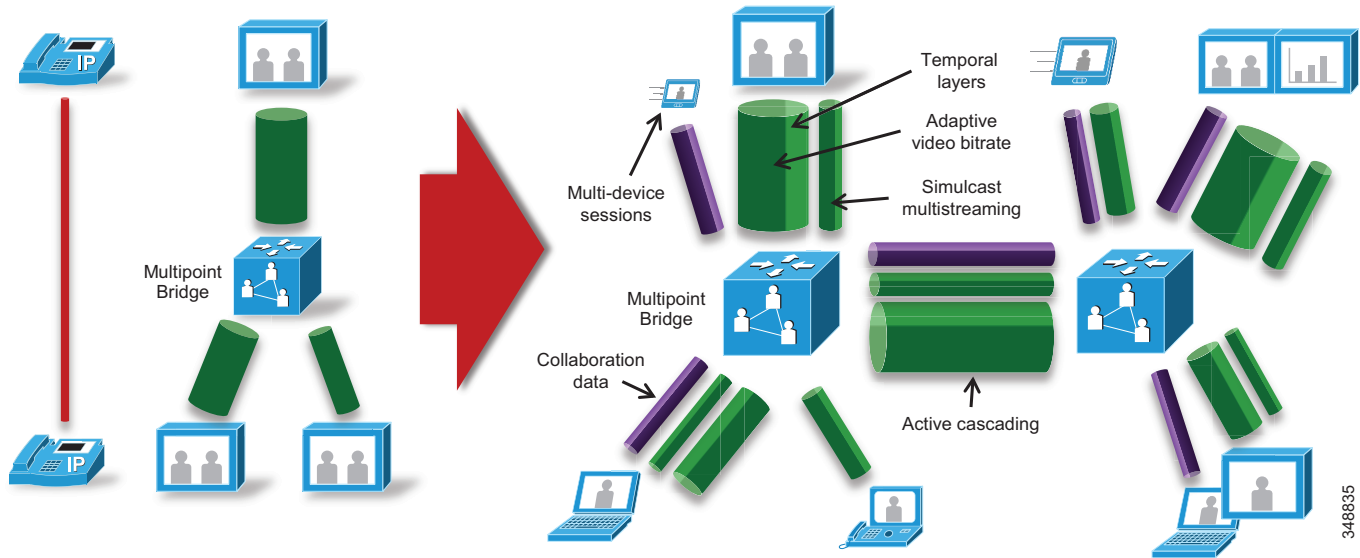 IP
Multipoint
Bridge
IP
Temporal
layers
Adaptive
video bitrate
Multi-device
sessions
Simulcast
multistreaming
Multipoint
Bridge
Collaboration
data
Active cascading
348835